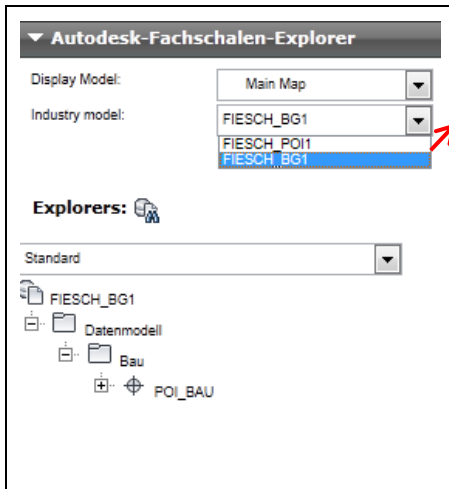 Autodesk-Fachschalen-Explorer
Display Model: Main Map
Industry model: FIESCH_BG1
FIESCH_POI1
FIESCH_BG1
Explorers:
Standard
FIESCH_BG1
Datenmodell
Bau
POI_BAU